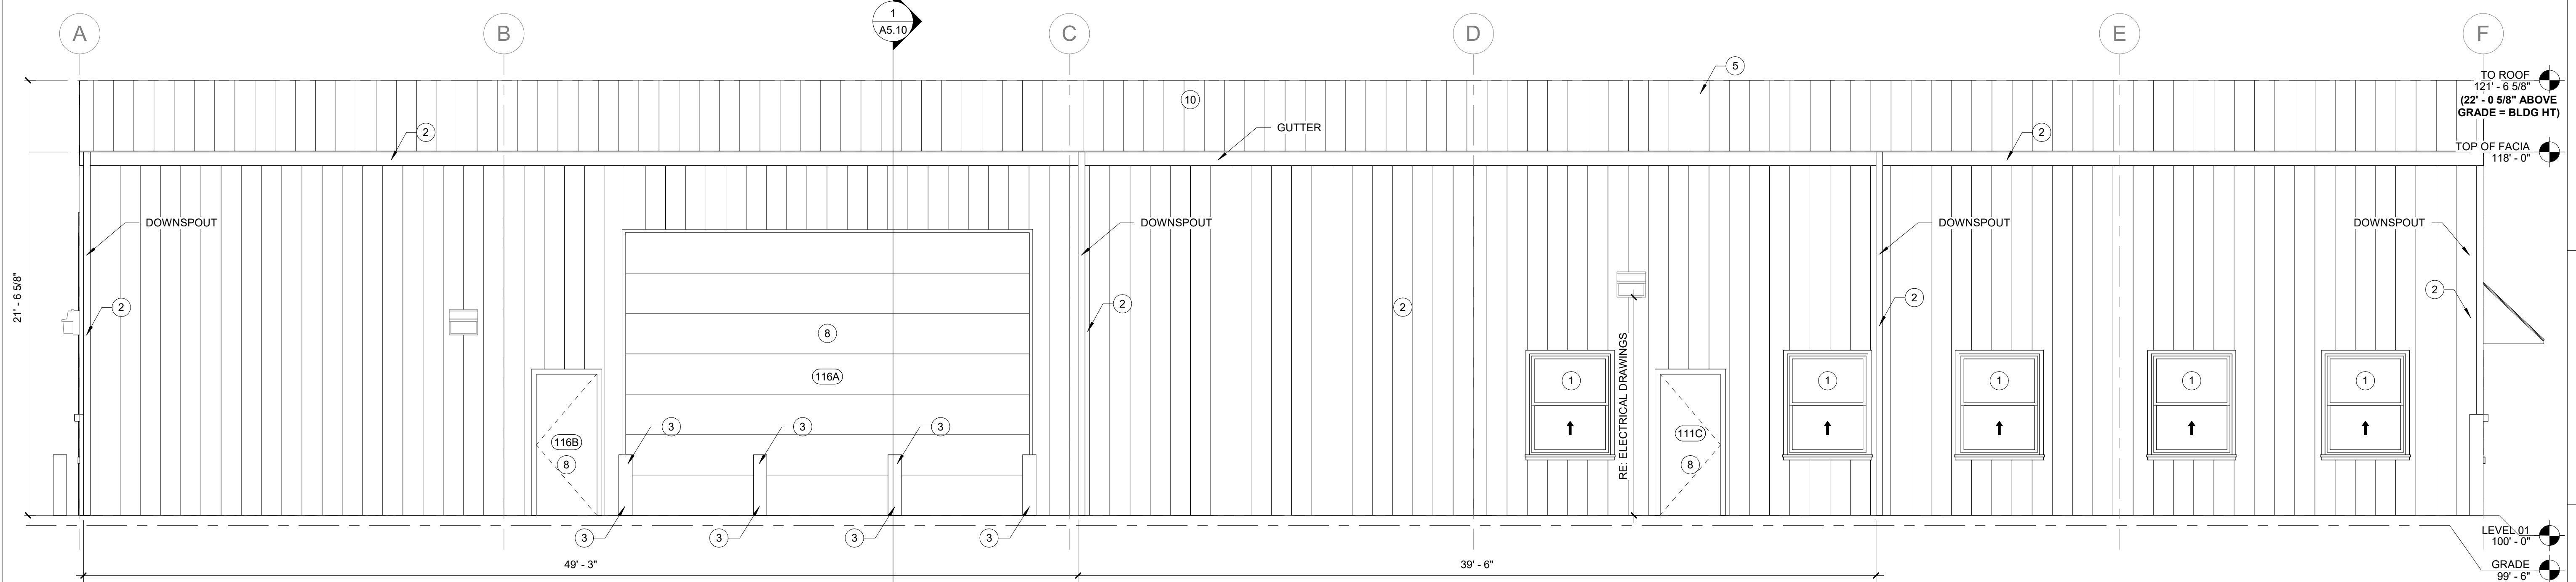 A
B
1
A5.10
C
D
E
F
5
TO ROOF
121' - 6 5/8"
(22' - 0 5/8" ABOVE
GRADE = BLDG HT)
10
2
GUTTER
2
TOP OF FACIA
118' - 0"
DOWNSPOUT
DOWNSPOUT
DOWNSPOUT
DOWNSPOUT
21' - 6 5/8"
2
2
2
2
2
8
116A
RE: ELECTRICAL DRAWINGS
1
1
1
1
1
3
3
3
116B
8
111C
8
3
3
3
3
LEVEL 01
100' - 0"
49' - 3"
39' - 6"
GRADE
99' - 6"